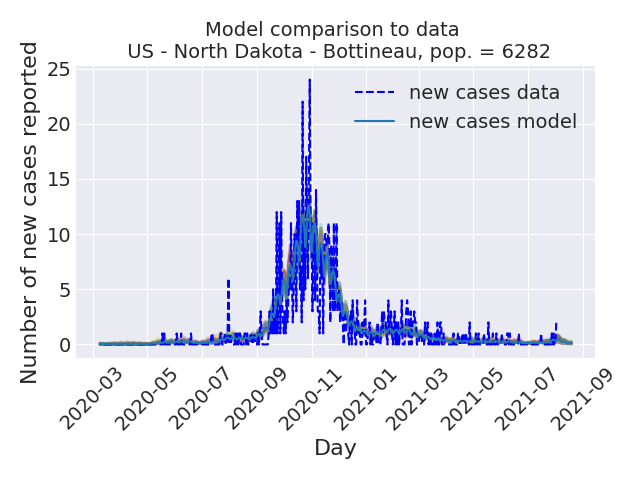 Model comparison to data
US - North Dakota - Bottineau, pop. = 6282
Number of new cases reported
25
20
15
10
5
0
new cases data
new cases model
2020-03
2020-05
2020-07
2020-09
2020-11
2021-01
2021-03
2021-05
2021-07
2021-09
Day